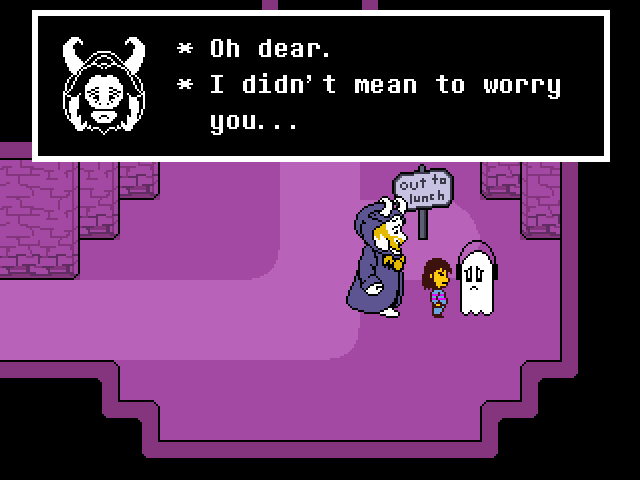 * Oh dear.
* I didn't mean to worry
you...
out to
lunch